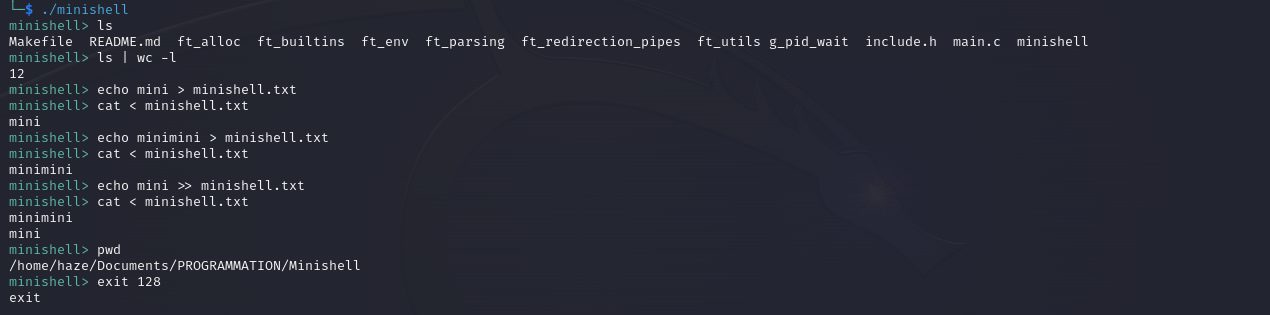 └─$ ./minishell
minishell> ls
Makefile  README.md  ft_alloc  ft_builtins  ft_env  ft_parsing  ft_redirection_pipes  ft_utils g_pid_wait  include.h  main.c  minishell
minishell> ls | wc -l
12
minishell> echo mini > minishell.txt
minishell> cat < minishell.txt
mini
minishell> echo minimini > minishell.txt
minishell> cat < minishell.txt
minimini
minishell> echo mini >> minishell.txt
minishell> cat < minishell.txt
minimini
mini
minishell> pwd
/home/haze/Documents/PROGRAMMATION/Minishell
minishell> exit 128
exit